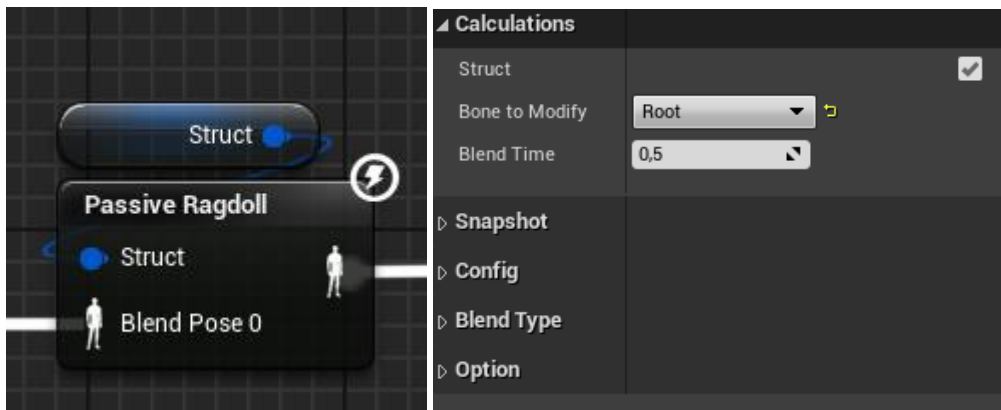 Struct
Passive Ragdoll
Struct
Blend Pose 0
Calculations
Struct
Bone to Modify Root
Blend Time 0,5
Snapshot
Config
Blend Type
Option